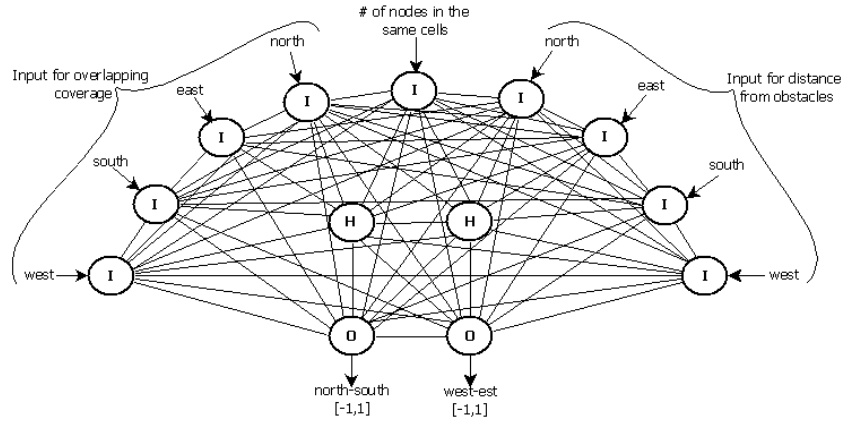 # of nodes in the
same cells
north
north
Input for overlapping
coverage
Input for distance
from obstacles
east
east
I
I
I
I
I
south
south
I
I
H
H
west
I
I
west
O
O
north-south
[-1,1]
west-est
[-1,1]